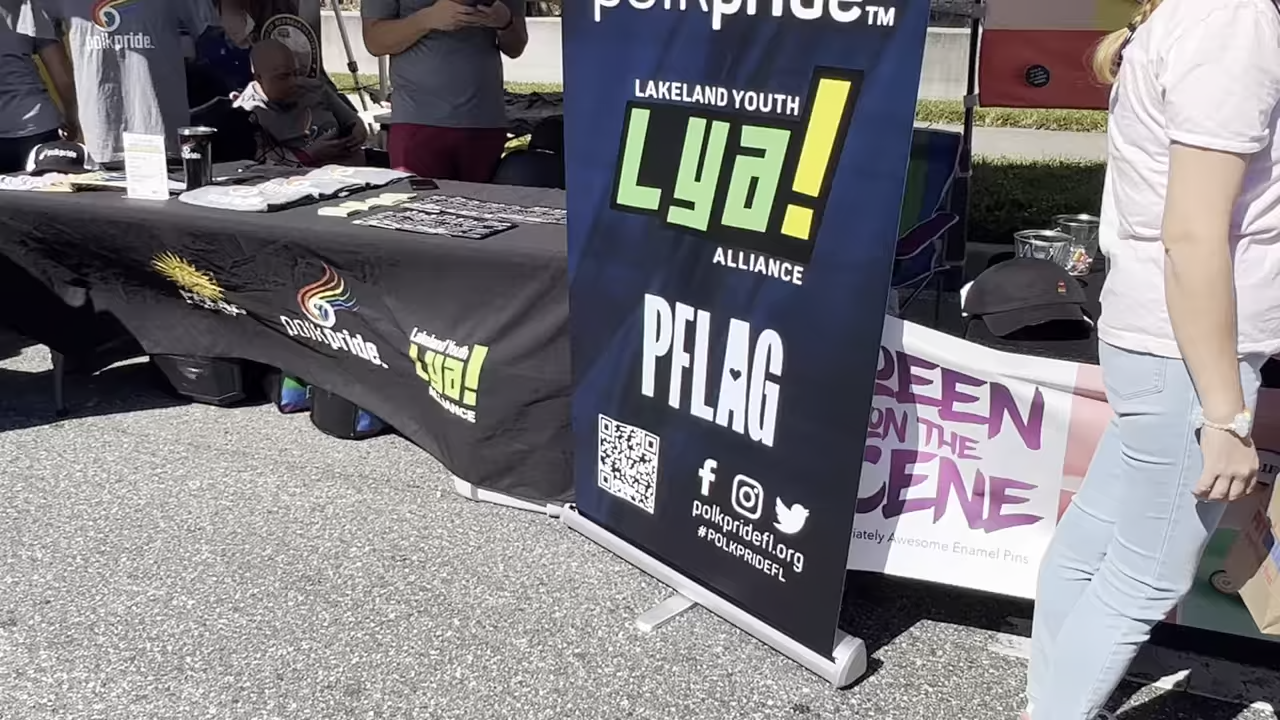 polkpride™
LAKELAND YOUTH
Lya!
ALLIANCE
PFLAG
polkpridefl.org
#POLKPRIDEFL
polkpride.
polkpride
polkpride.
Lakeland Youth
Lya!
ALLIANCE
REEN
ON THE
CENE
iately Awesome Enamel Pins